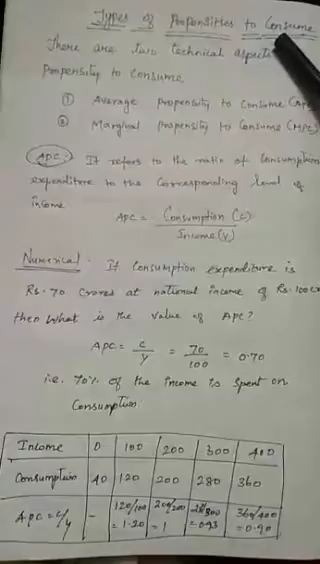 Types of Propensities to Consume
There are two technical aspects
Propensity to consume
① Average propensity to consume (APC
② Marginal propensity to consume (MPC)
APC - It refers to the ratio of Consumption
expenditure to the Corresponding level of
income
APC = Consumption (C)
Income (Y)
Numerical - If Consumption expenditure is
Rs. 70 Crores at national income of Rs. 100 Cr
then What is the value of APC?
APC = C/Y = 70/100 = 0.70
i.e. 70% of the income is spent on
Consumption
Income 0 100 200 300 400
Consumption 40 120 200 280 360
APC = C/Y - 120/100 = 1.20 200/200 = 1 280/300 = 0.93 360/400 = 0.90